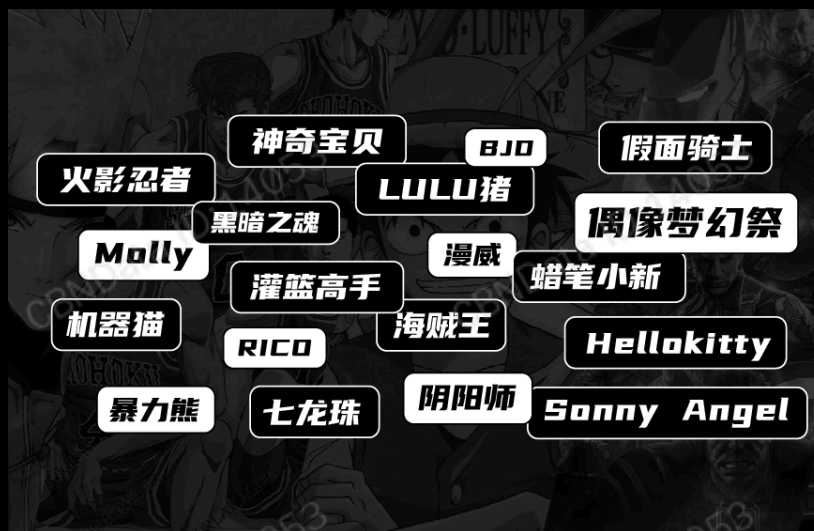 神奇宝贝
BJD
假面骑士
火影忍者
LULU猪
黑暗之魂
偶像梦幻祭
Molly
漫威
灌篮高手
蜡笔小新
机器猫
海贼王
RICO
Hellokitty
暴力熊
七龙珠
阴阳师
Sonny Angel